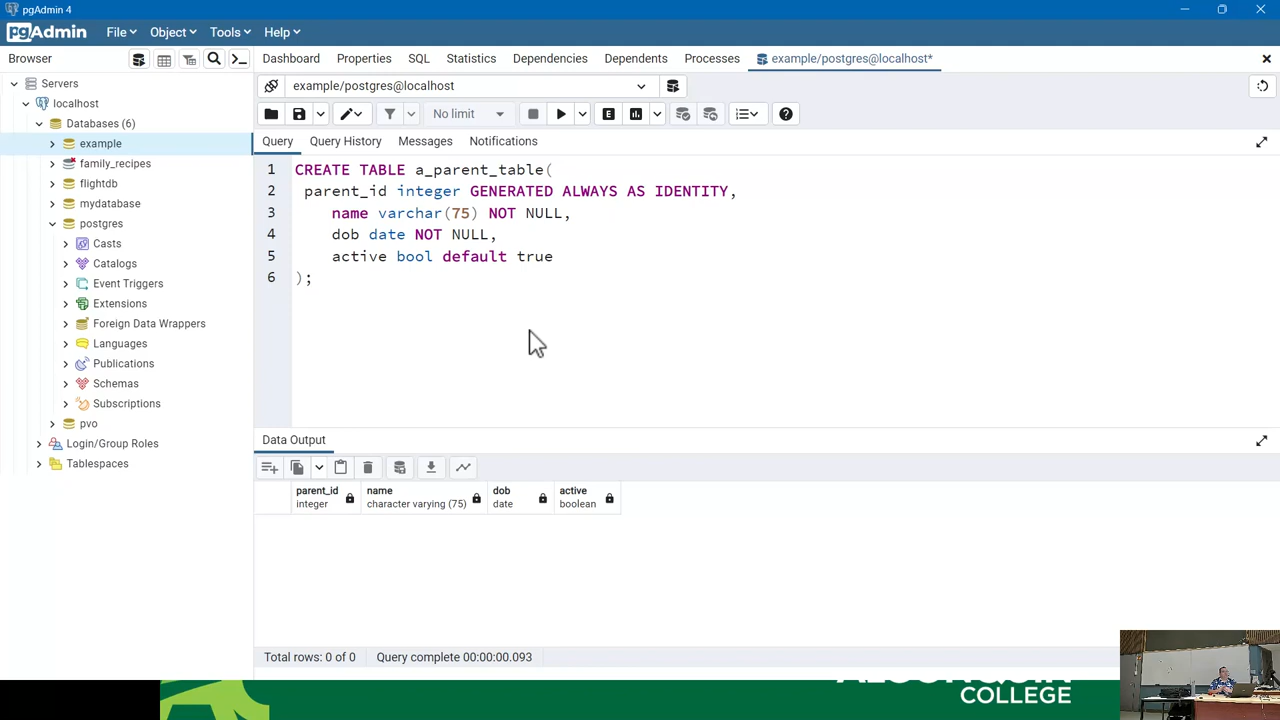 pgAdmin 4
pgAdmin File Object Tools Help
Browser
Dashboard Properties SQL Statistics Dependencies Dependents Processes example/postgres@localhost*
Servers
localhost
Databases (6)
example
family_recipes
flightdb
mydatabase
postgres
Casts
Catalogs
Event Triggers
Extensions
Foreign Data Wrappers
Languages
Publications
Schemas
Subscriptions
pvo
Login/Group Roles
Tablespaces
example/postgres@localhost
No limit E
Query Query History Messages Notifications
1 CREATE TABLE a_parent_table(
2 parent_id integer GENERATED ALWAYS AS IDENTITY,
3 name varchar(75) NOT NULL,
4 dob date NOT NULL,
5 active bool default true
6 );
Data Output
parent_id name dob active
integer character varying (75) date boolean
Total rows: 0 of 0 Query complete 00:00:00.093
ALGONQUIN
COLLEGE